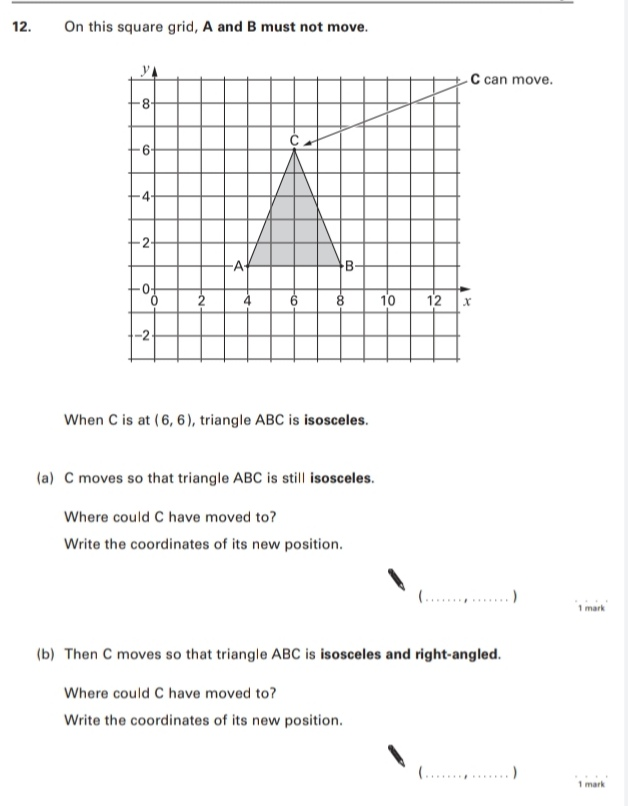 12. On this square grid, A and B must not move.
y
C can move.
8
C
6
4
2
A B
0
0 2 4 6 8 10 12 x
–2
When C is at (6, 6), triangle ABC is isosceles.
(a) C moves so that triangle ABC is still isosceles.
Where could C have moved to?
Write the coordinates of its new position.
(.......,.......)
1 mark
(b) Then C moves so that triangle ABC is isosceles and right-angled.
Where could C have moved to?
Write the coordinates of its new position.
(.......,.......)
1 mark